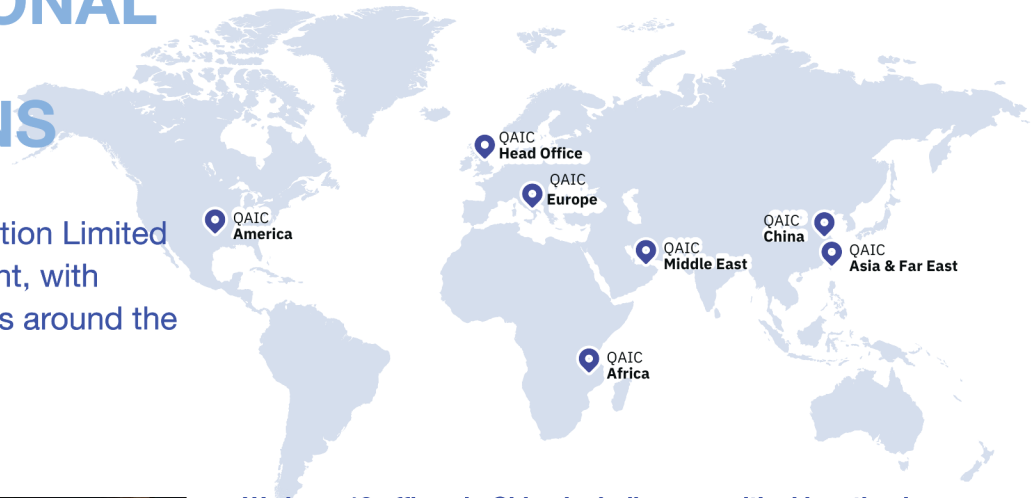 ONAL
NS
tion Limited
nt, with
s around the
QAIC
Head Office
QAIC
Europe
QAIC
America
QAIC
China
QAIC
Middle East
QAIC
Asia & Far East
QAIC
Africa